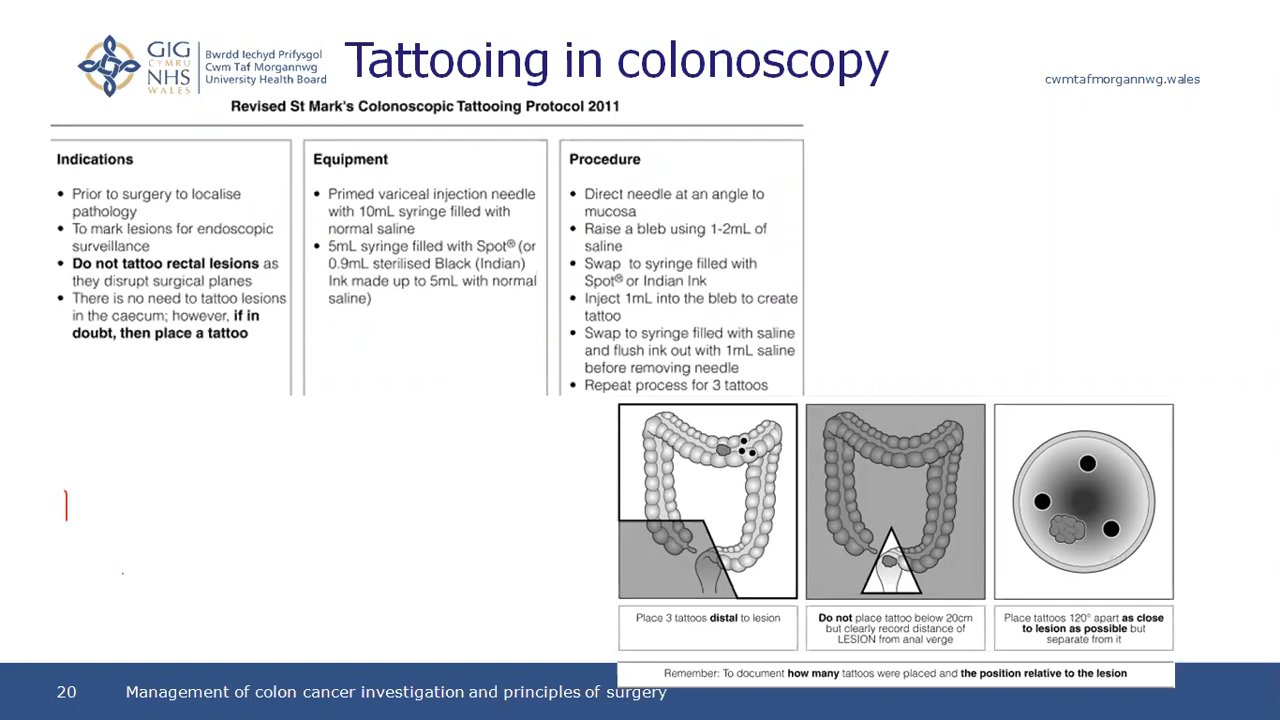 GIG
CYMRU
NHS
WALES
Bwrdd Iechyd Prifysgol
Cwm Taf Morgannwg
University Health Board
Tattooing in colonoscopy
cwmtafmorgannwg.wales
Revised St Mark's Colonoscopic Tattooing Protocol 2011
Indications
• Prior to surgery to localise
pathology
• To mark lesions for endoscopic
surveillance
• Do not tattoo rectal lesions as
they disrupt surgical planes
• There is no need to tattoo lesions
in the caecum; however, if in
doubt, then place a tattoo
Equipment
• Primed variceal injection needle
with 10mL syringe filled with
normal saline
• 5mL syringe filled with Spot® (or
0.9mL sterilised Black (Indian)
Ink made up to 5mL with normal
saline)
Procedure
• Direct needle at an angle to
mucosa
• Raise a bleb using 1-2mL of
saline
• Swap to syringe filled with
Spot® or Indian Ink
• Inject 1mL into the bleb to create
tattoo
• Swap to syringe filled with saline
and flush ink out with 1mL saline
before removing needle
• Repeat process for 3 tattoos
Place 3 tattoos distal to lesion
Do not place tattoo below 20cm
but clearly record distance of
LESION from anal verge
Place tattoos 120° apart as close
to lesion as possible but
separate from it
Remember: To document how many tattoos were placed and the position relative to the lesion
20
Management of colon cancer investigation and principles of surgery